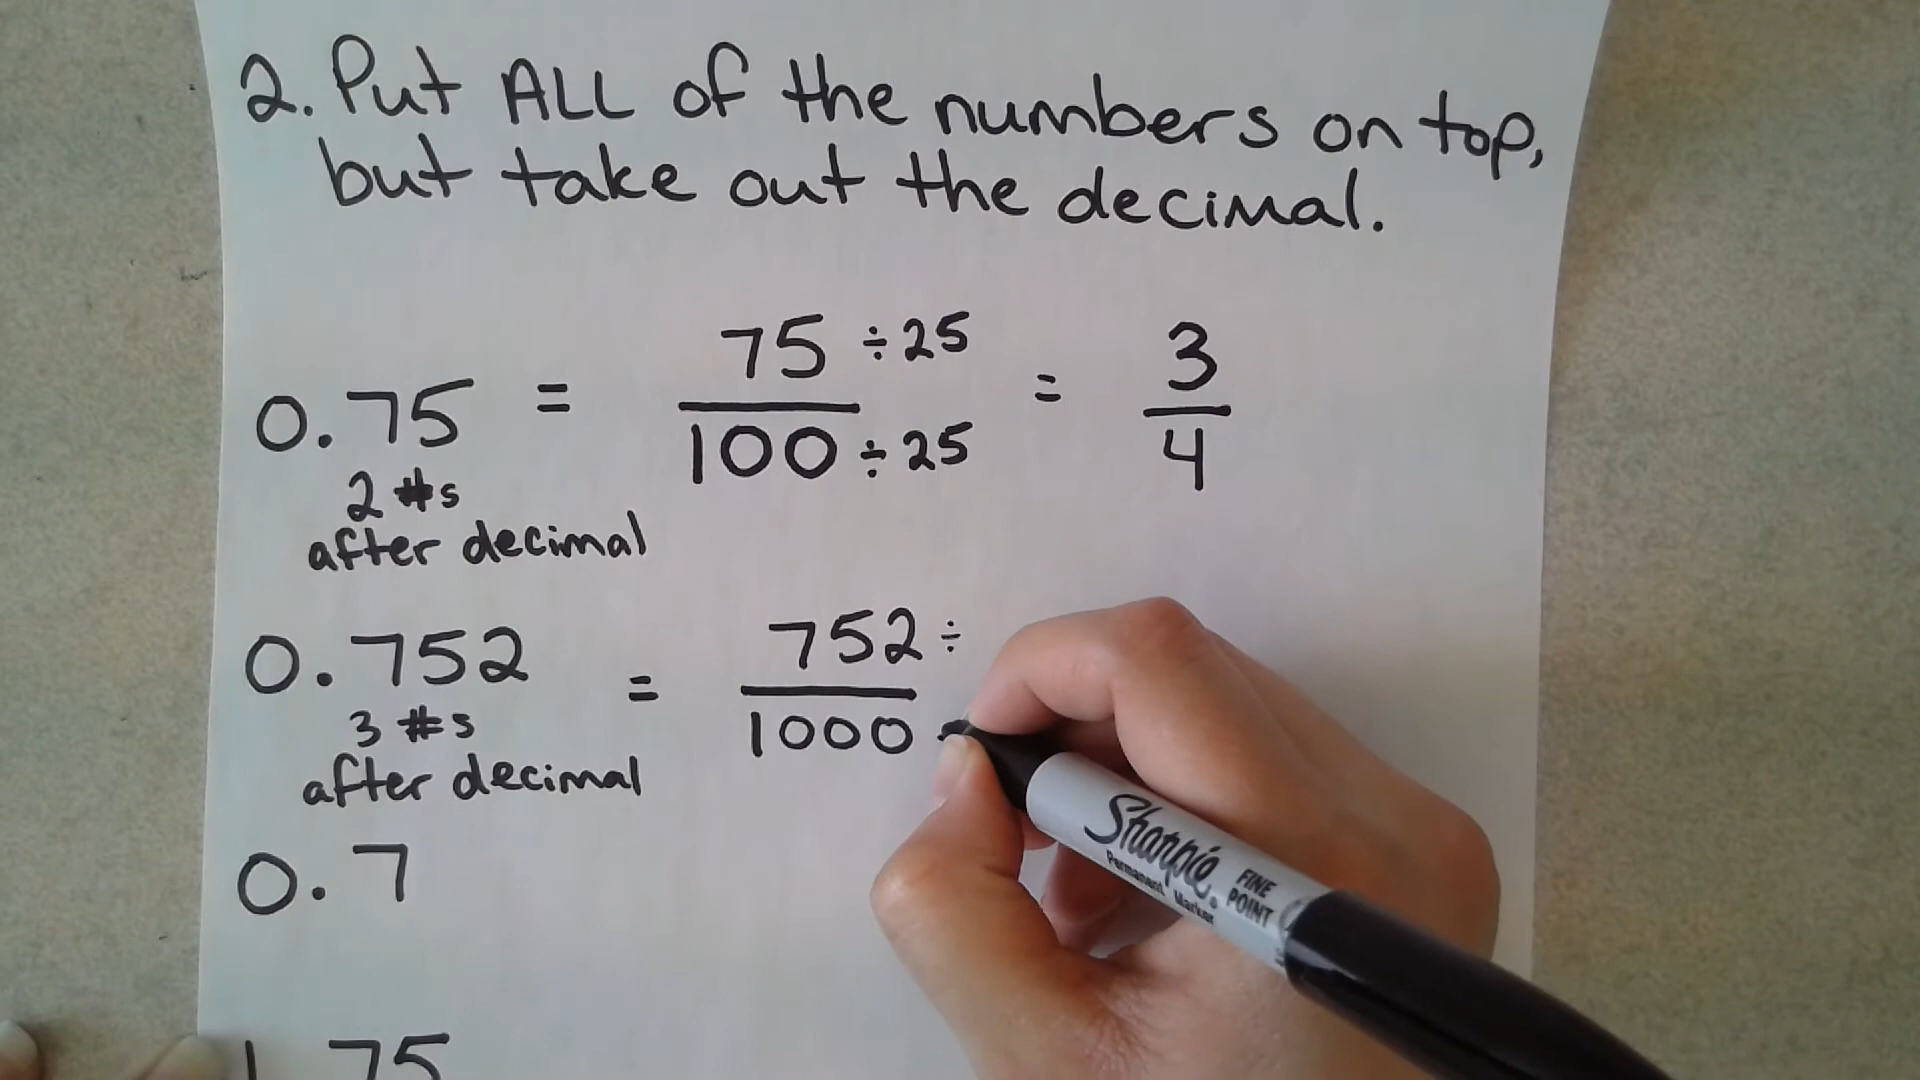 2. Put ALL of the numbers on top,
but take out the decimal.
0.75 = 75 ÷ 25 = 3
100 ÷ 25 4
2 #s
after decimal
0.752 = 752 ÷
1000
3 #s
after decimal
0.7
75
Sharpie®
FINE
POINT
Permanent Marker